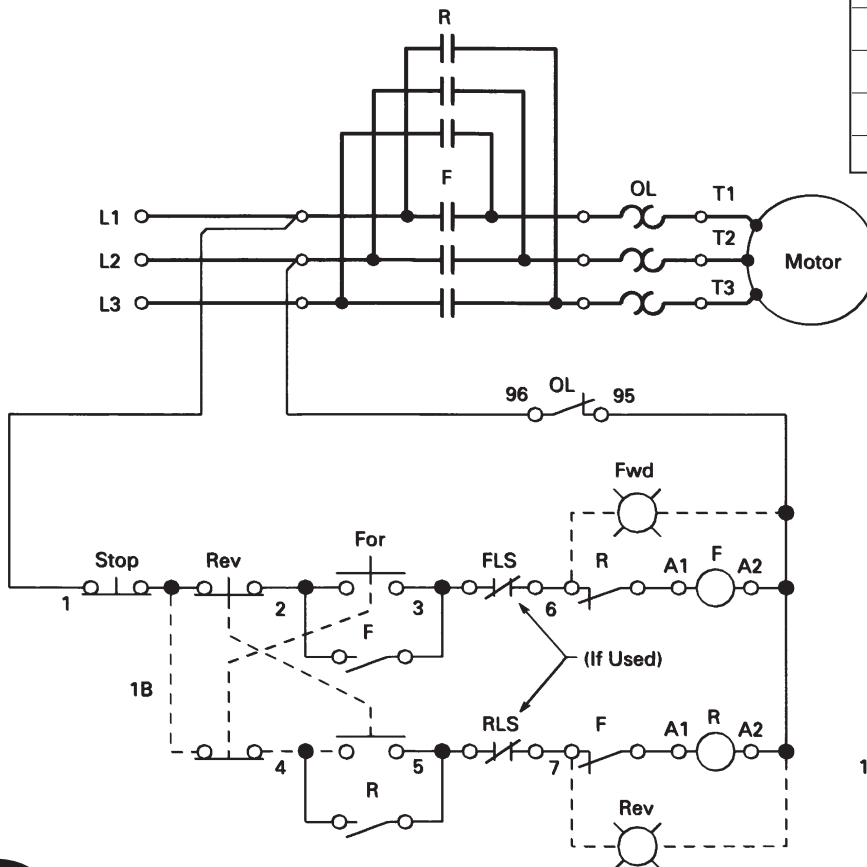 R
F
L1
OL
T1
L2
T2
Motor
L3
T3
96
OL
95
Fwd
Stop
Rev
For
FLS
R
A1
F
A2
1
2
3
6
F
(If Used)
1B
RLS
F
A1
R
A2
4
5
7
1
R
Rev